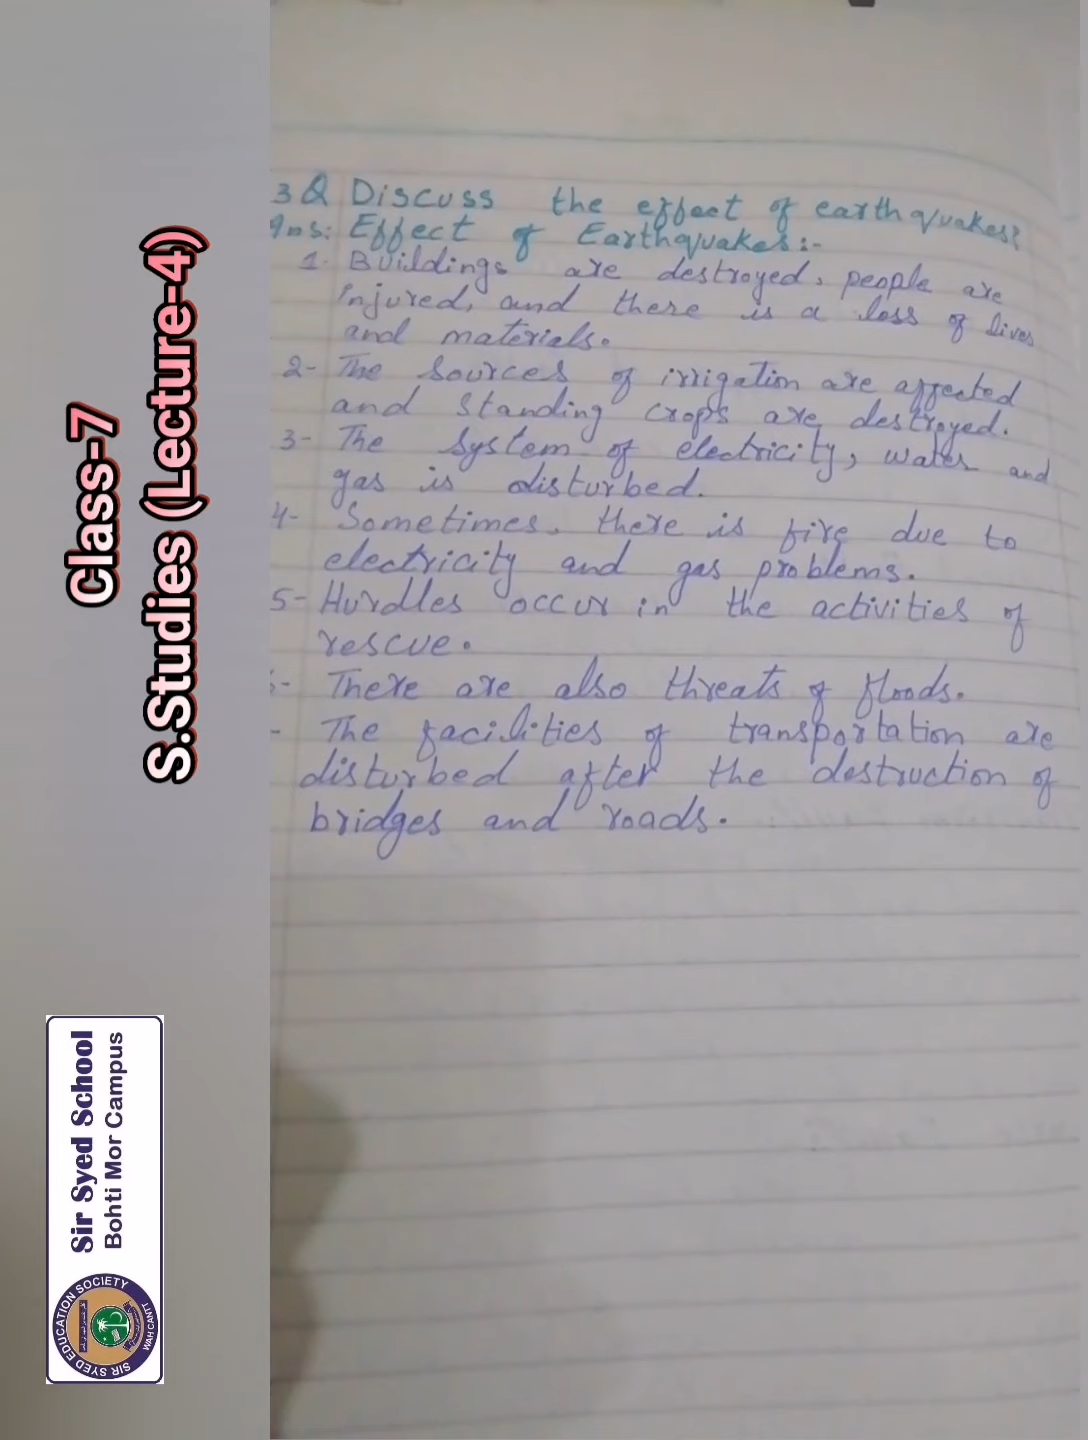 Class-7
S.Studies (Lecture-4)
Sir Syed School
Bohti Mor Campus
SIR SYED EDUCATION SOCIETY
WAH CANTT
3 Q Discuss the effect of earthquakes?
Ans: Effect of Earthquakes:-
1- Buildings are destroyed, people are
injured, and there is a loss of lives
and materials.
2- The sources of irrigation are affected
and standing crops are destroyed.
3- The system of electricity, water and
gas is disturbed.
4- Sometimes, there is fire due to
electricity and gas problems.
5- Hurdles occur in the activities of
rescue.
- There are also threats of floods.
- The facilities of transportation are
disturbed after the destruction of
bridges and roads.